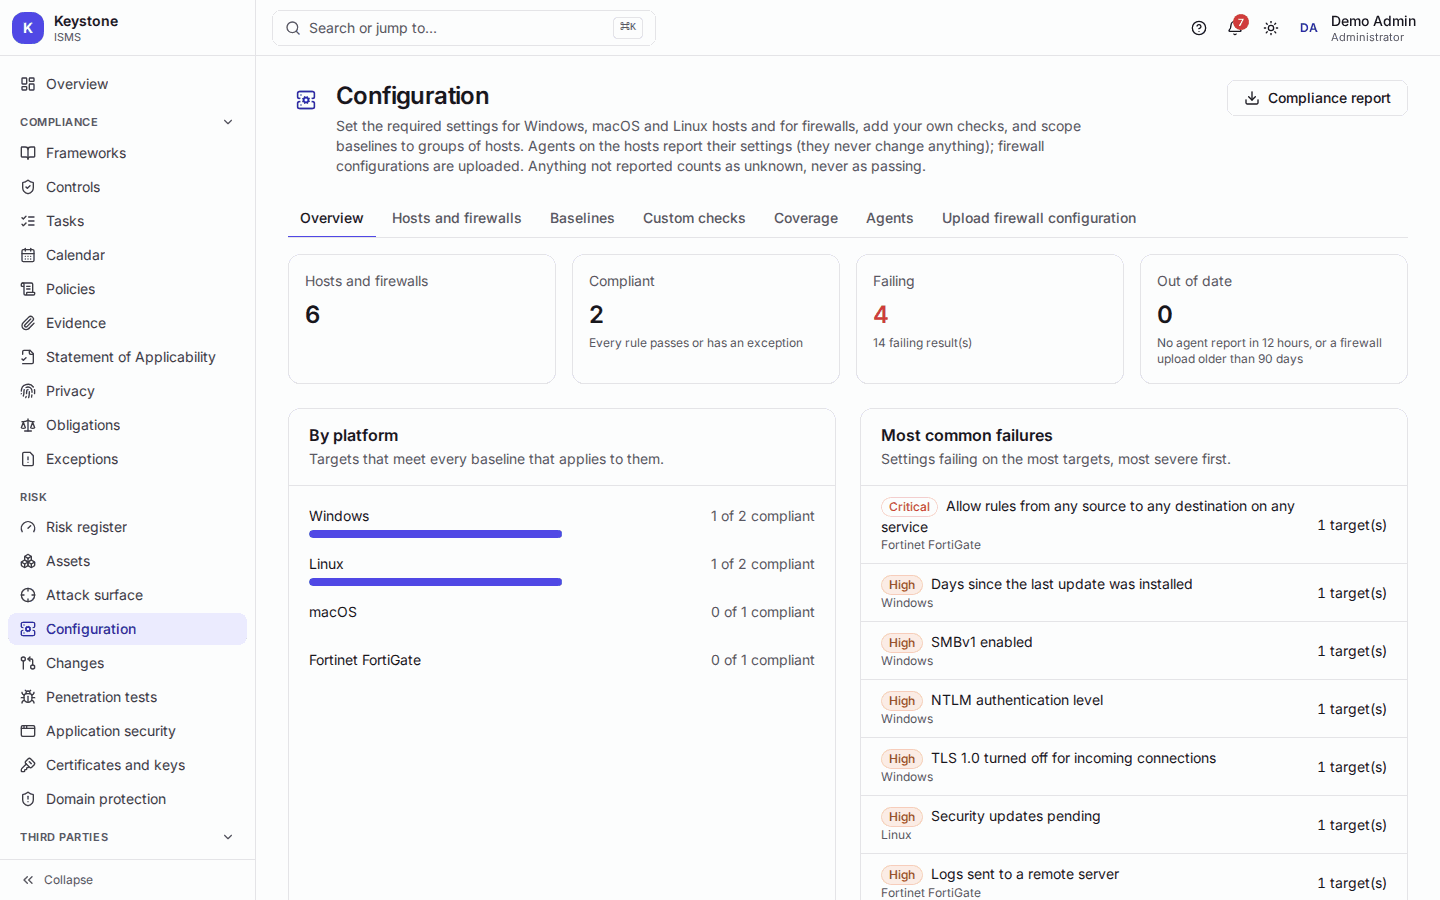 K
Keystone
ISMS
Search or jump to...
⌘K
7
DA
Demo Admin
Administrator
Overview
COMPLIANCE
Frameworks
Controls
Tasks
Calendar
Policies
Evidence
Statement of Applicability
Privacy
Obligations
Exceptions
RISK
Risk register
Assets
Attack surface
Configuration
Changes
Penetration tests
Application security
Certificates and keys
Domain protection
THIRD PARTIES
Collapse
Configuration
Set the required settings for Windows, macOS and Linux hosts and for firewalls, add your own checks, and scope
baselines to groups of hosts. Agents on the hosts report their settings (they never change anything); firewall
configurations are uploaded. Anything not reported counts as unknown, never as passing.
Compliance report
Overview
Hosts and firewalls
Baselines
Custom checks
Coverage
Agents
Upload firewall configuration
Hosts and firewalls
6
Compliant
2
Every rule passes or has an exception
Failing
4
14 failing result(s)
Out of date
0
No agent report in 12 hours, or a firewall
upload older than 90 days
By platform
Targets that meet every baseline that applies to them.
Windows 1 of 2 compliant
Linux 1 of 2 compliant
macOS 0 of 1 compliant
Fortinet FortiGate 0 of 1 compliant
Most common failures
Settings failing on the most targets, most severe first.
Critical Allow rules from any source to any destination on any
service
Fortinet FortiGate
1 target(s)
High Days since the last update was installed
Windows
1 target(s)
High SMBv1 enabled
Windows
1 target(s)
High NTLM authentication level
Windows
1 target(s)
High TLS 1.0 turned off for incoming connections
Windows
1 target(s)
High Security updates pending
Linux
1 target(s)
High Logs sent to a remote server
Fortinet FortiGate
1 target(s)